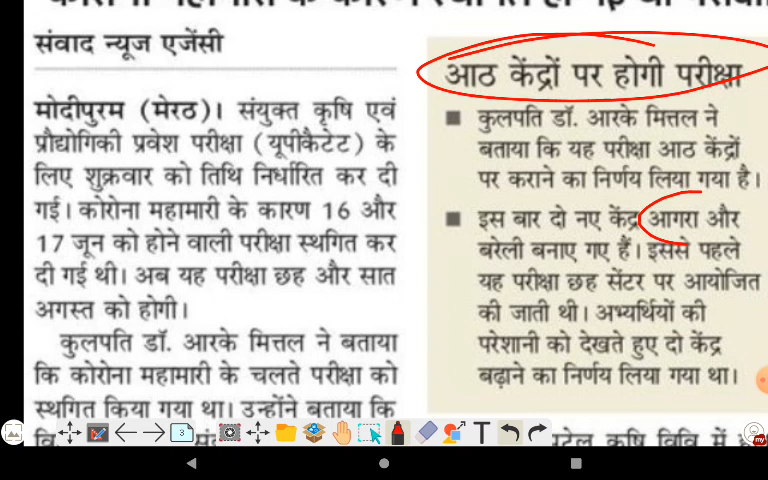 संवाद न्यूज एजेंसी
मोदीपुरम (मेरठ)। संयुक्त कृषि एवं
प्रौद्योगिकी प्रवेश परीक्षा (यूपीकैटेट) के
लिए शुक्रवार को तिथि निर्धारित कर दी
गई। कोरोना महामारी के कारण 16 और
17 जून को होने वाली परीक्षा स्थगित कर
दी गई थी। अब यह परीक्षा छह और सात
अगस्त को होगी।
कुलपति डॉ. आरके मित्तल ने बताया
कि कोरोना महामारी के चलते परीक्षा को
स्थगित किया गया था। उन्होंने बताया कि
आठ केंद्रों पर होगी परीक्षा
कुलपति डॉ. आरके मित्तल ने
बताया कि यह परीक्षा आठ केंद्रों
पर कराने का निर्णय लिया गया है।
इस बार दो नए केंद्र आगरा और
बरेली बनाए गए हैं। इससे पहले
यह परीक्षा छह सेंटर पर आयोजित
की जाती थी। अभ्यर्थियों की
परेशानी को देखते हुए दो केंद्र
बढ़ाने का निर्णय लिया गया था।
कृषि विवि में
3
T
my